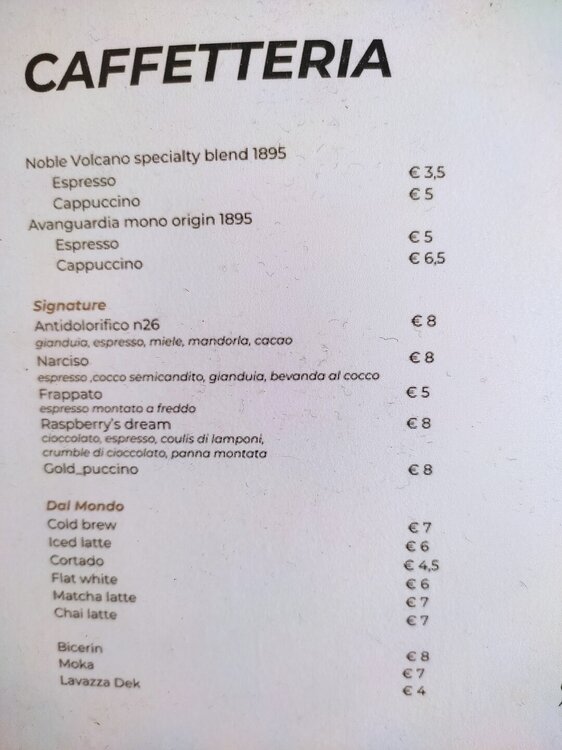 CAFFETTERIA
Noble Volcano specialty blend 1895
Espresso € 3,5
Cappuccino € 5
Avanguardia mono origin 1895
Espresso € 5
Cappuccino € 6,5
Signature
Antidolorifico n26 € 8
gianduia, espresso, miele, mandorla, cacao
Narciso € 8
espresso ,cocco semicandito, gianduia, bevanda al cocco
Frappato € 5
espresso montato a freddo
Raspberry's dream € 8
cioccolato, espresso, coulis di lamponi,
crumble di cioccolato, panna montata
Gold_puccino € 8
Dal Mondo
Cold brew € 7
Iced latte € 6
Cortado € 4,5
Flat white € 6
Matcha latte € 7
Chai latte € 7
Bicerin € 8
Moka € 7
Lavazza Dek € 4